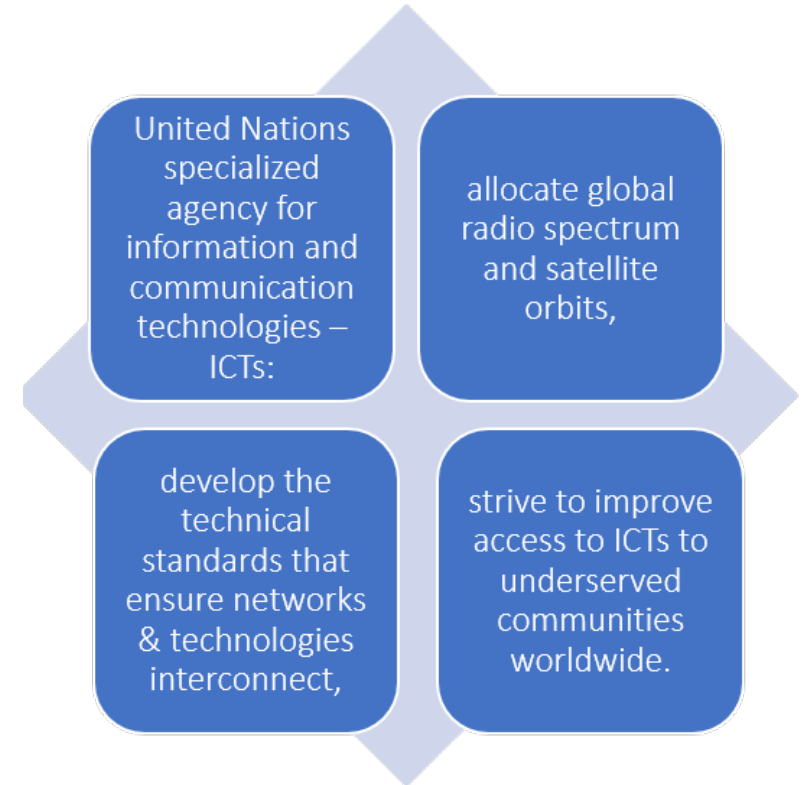 United Nations
specialized
agency for
information and
communication
technologies –
ICTs:
allocate global
radio spectrum
and satellite
orbits,
develop the
technical
standards that
ensure networks
& technologies
interconnect,
strive to improve
access to ICTs to
underserved
communities
worldwide.